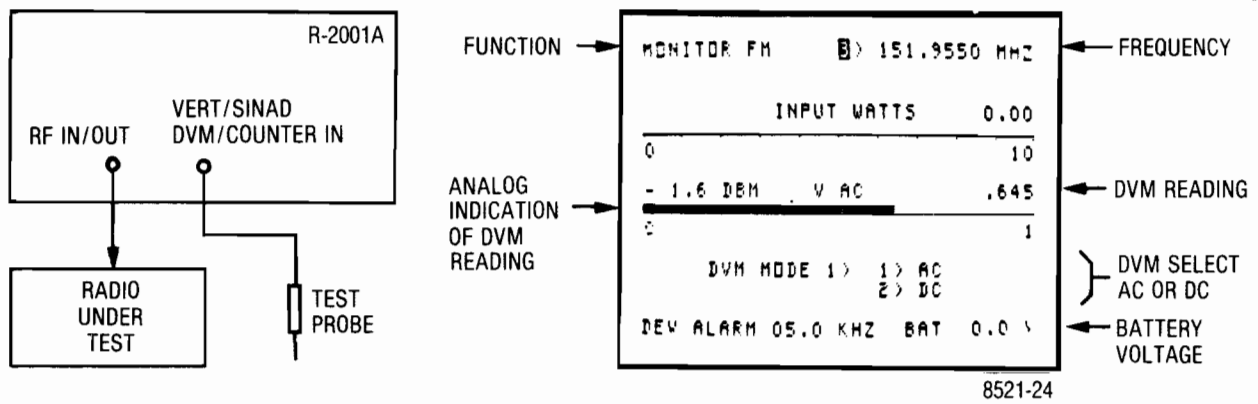 R-2001A
RF IN/OUT
VERT/SINAD
DVM/COUNTER IN
RADIO
UNDER
TEST
TEST
PROBE
FUNCTION
ANALOG
INDICATION
OF DVM
READING
MONITOR FM 3> 151.9550 MHZ
INPUT WATTS 0.00
0 10
- 1.6 DBM V AC .645
0 1
DVM MODE 1> 1> AC
2> DC
DEV ALARM 05.0 KHZ BAT 0.0 V
FREQUENCY
DVM READING
DVM SELECT
AC OR DC
BATTERY
VOLTAGE
8521-24